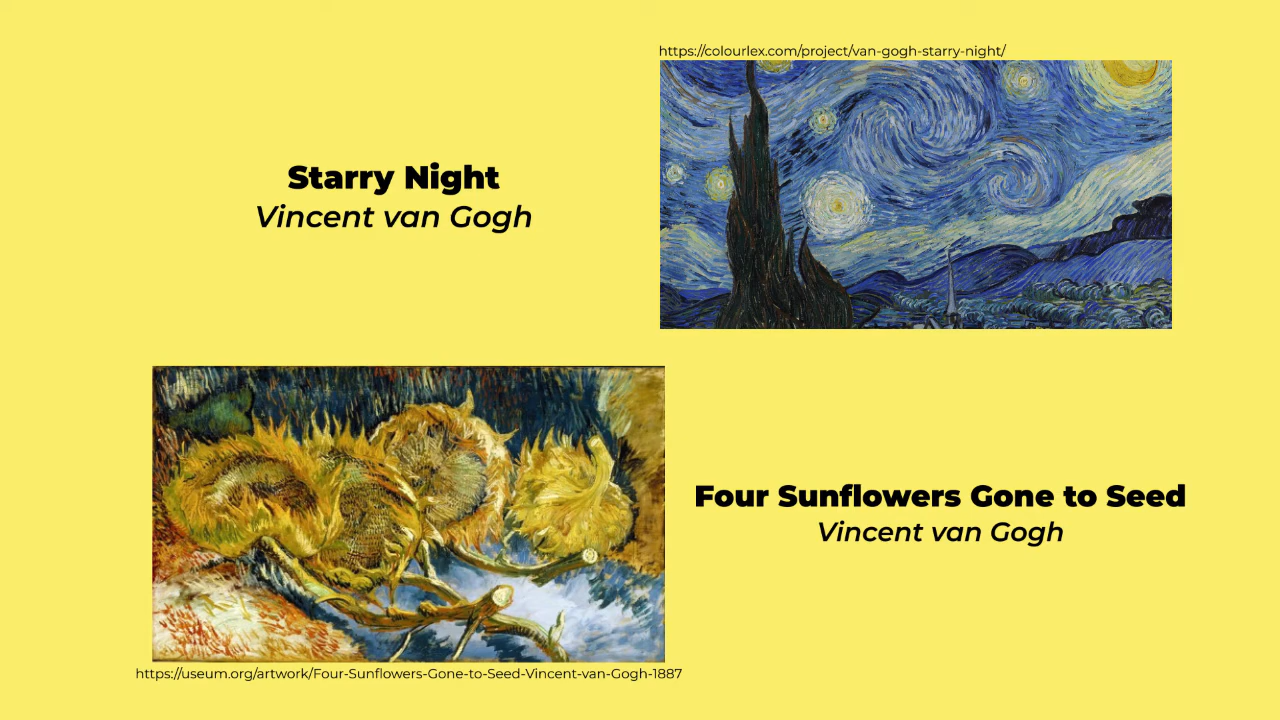 https://colourlex.com/project/van-gogh-starry-night/
Starry Night
Vincent van Gogh
Four Sunflowers Gone to Seed
Vincent van Gogh
https://useum.org/artwork/Four-Sunflowers-Gone-to-Seed-Vincent-van-Gogh-1887